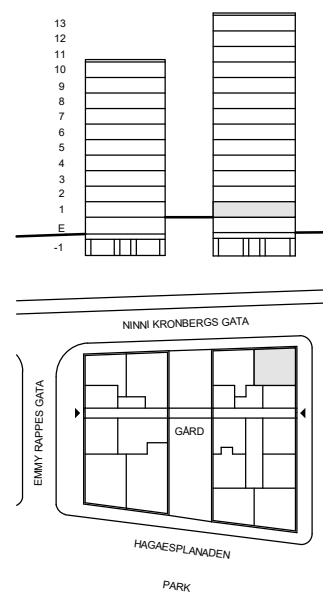 13
12
11
10
9
8
7
6
5
4
3
2
1
E
-1
NINNI KRONBERGS GATA
EMMY RAPPES GATA
GÅRD
HAGAESPLANADEN
PARK